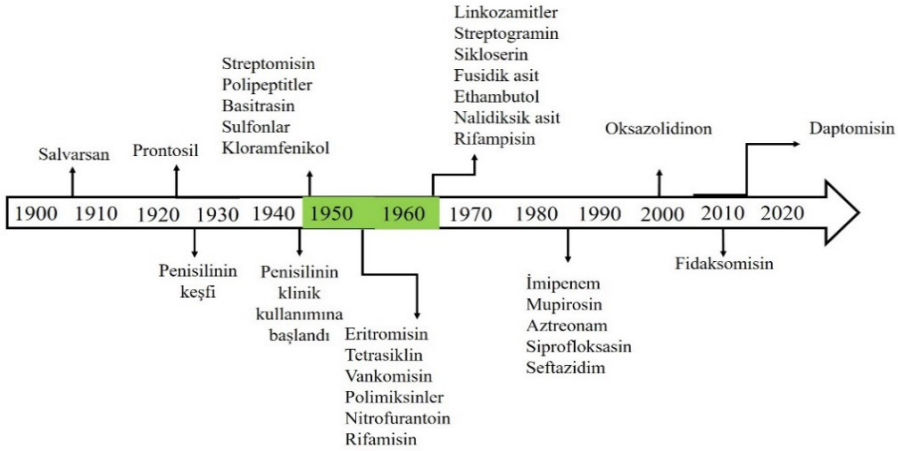 Salvarsan
Prontosil
Streptomisin
Polipeptitler
Basitrasin
Sulfonlar
Kloramfenikol
Linkozamitler
Streptogramin
Sikloserin
Fusidik asit
Ethambutol
Nalidiksik asit
Rifampisin
Oksazolidinon
Daptomisin
1900 1910 1920 1930 1940 1950 1960 1970 1980 1990 2000 2010 2020
Penisilinin
keşfi
Penisilinin
klinik
kullanımına
başlandı
Eritromisin
Tetrasiklin
Vankomisin
Polimiksinler
Nitrofurantoin
Rifamisin
İmipenem
Mupirosin
Aztreonam
Siprofloksasin
Seftazidim
Fidaksomisin